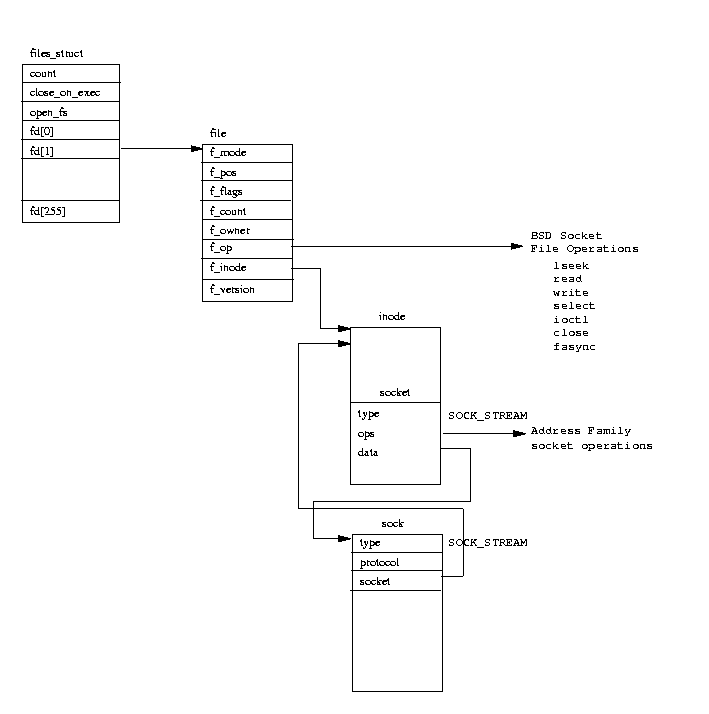 files_struct
count
close_on_exec
open_fs
fd[0]
fd[1]
fd[255]
file
f_mode
f_pos
f_flags
f_count
f_owner
f_op
f_inode
f_version
BSD Socket
File Operations
lseek
read
write
select
ioctl
close
fasync
inode
socket
type
SOCK_STREAM
ops
data
Address Family
socket operations
sock
type
SOCK_STREAM
protocol
socket